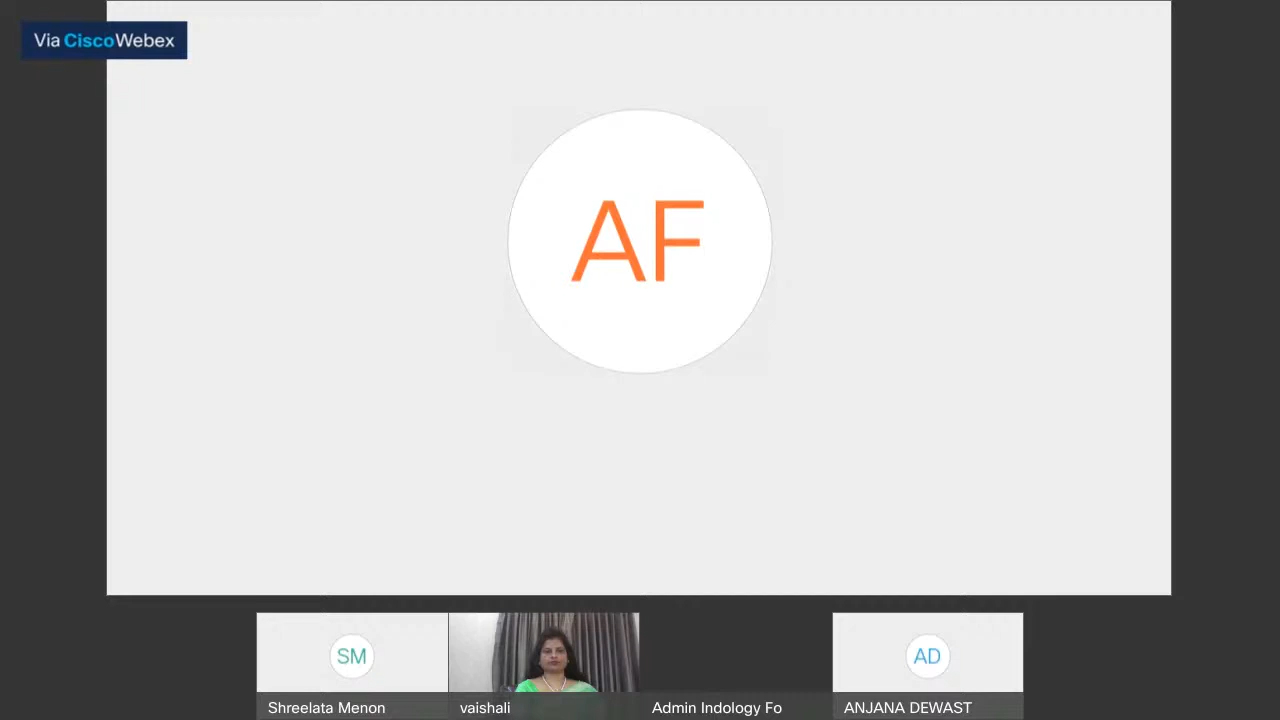 Via CiscoWebex
AF
SM
AD
Shreelata Menon
vaishali
Admin Indology Fo
ANJANA DEWAST